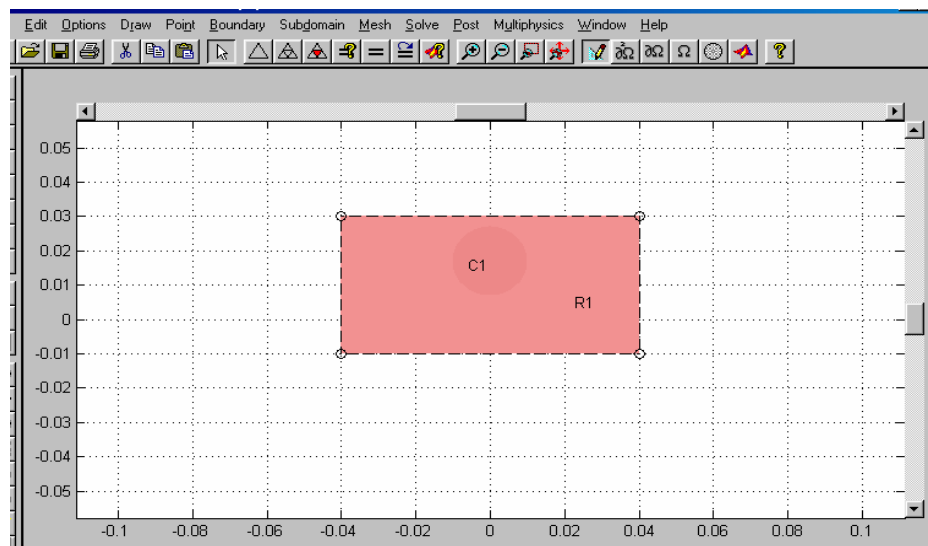 Edit Options Draw Point Boundary Subdomain Mesh Solve Post Multiphysics Window Help
∂Ω Ω ?
0.05
0.04
0.03
0.02
0.01
0
-0.01
-0.02
-0.03
-0.04
-0.05
C1
R1
-0.1 -0.08 -0.06 -0.04 -0.02 0 0.02 0.04 0.06 0.08 0.1